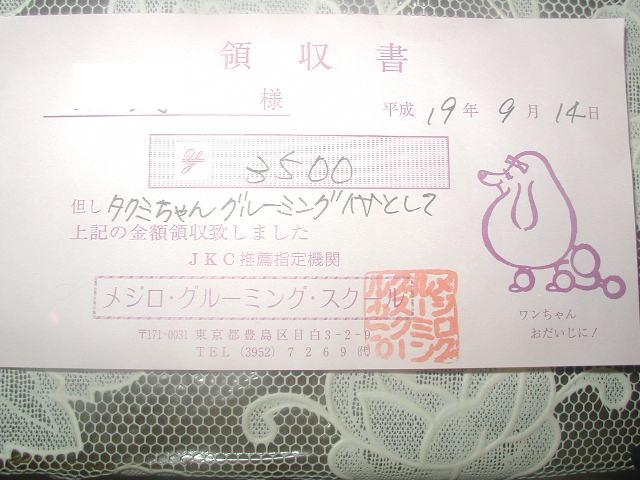 領収書
様
平成 19年 9月 14日
¥ 3500
但し タクミちゃん グルーミング代として
上記の金額領収致しました
JKC推薦指定機関
メジロ・グルーミング・スクール
〒171-0031 東京都豊島区目白3-2-9
TEL (3952) 7269 (代)
ワンちゃん
おだいじに!